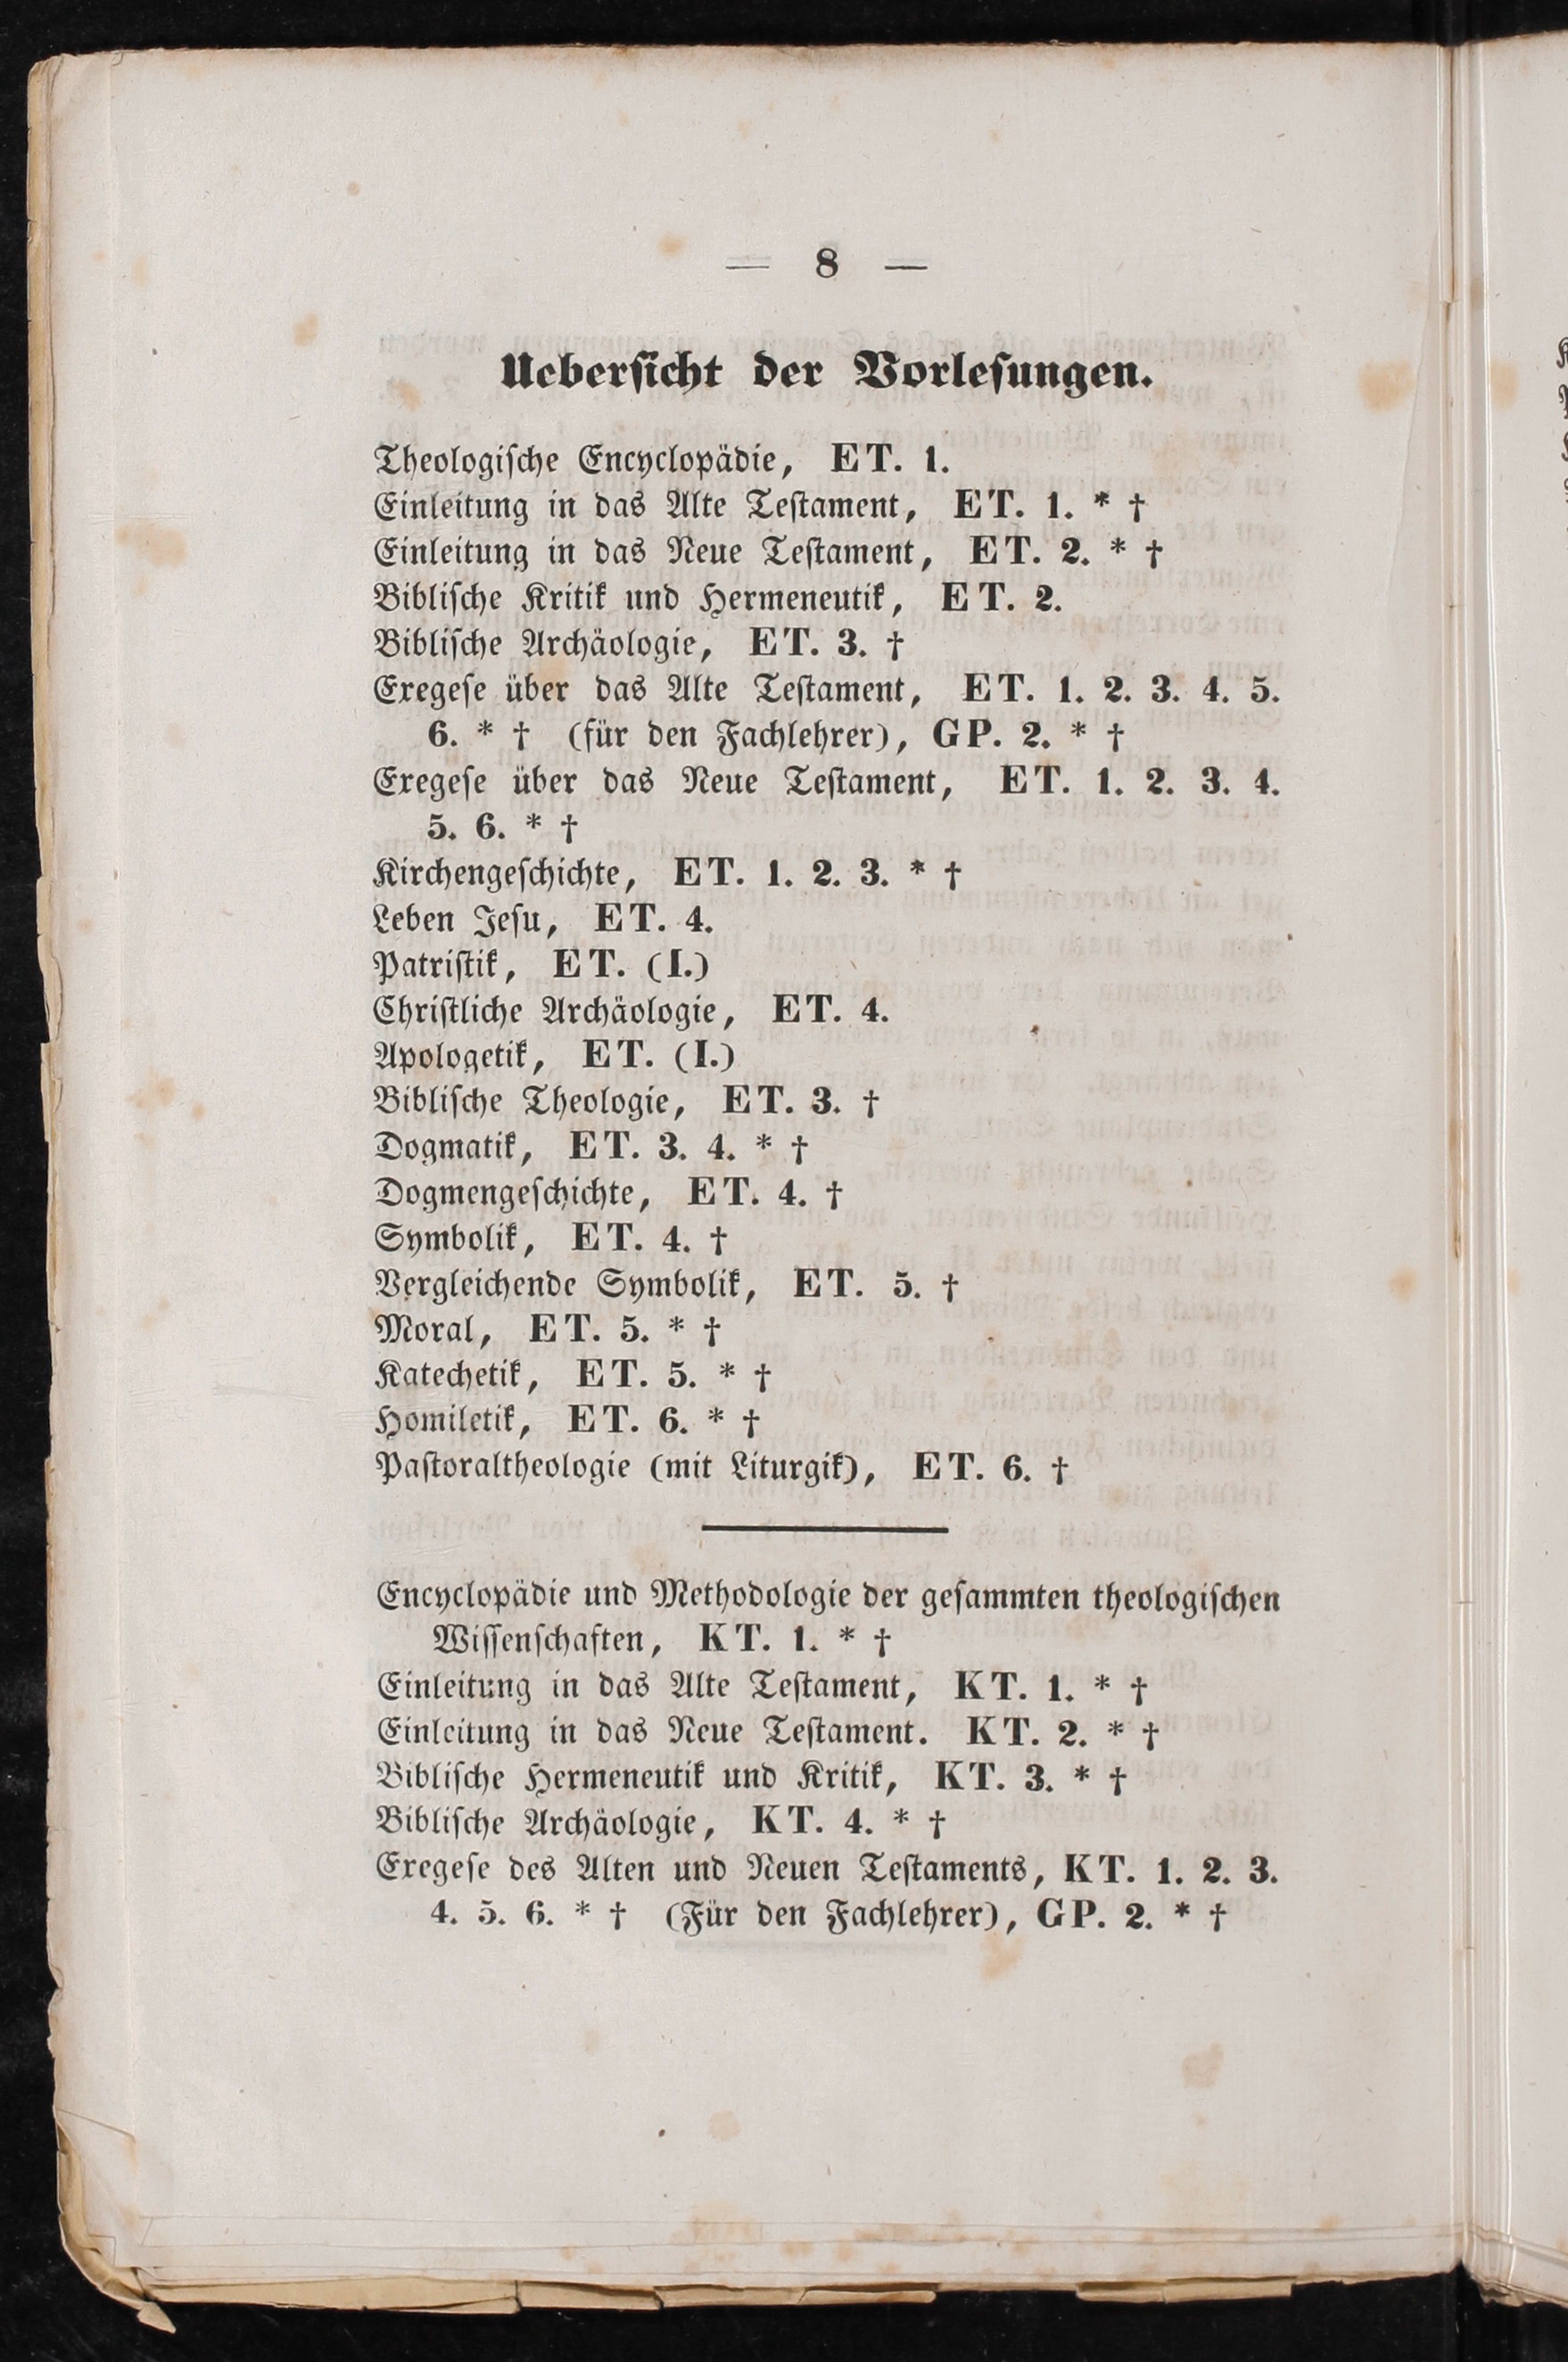 — 8 —
Uebersicht der Vorlesungen.
Theologische Encyclopädie, ET. 1.
Einleitung in das Alte Testament, ET. 1. * †
Einleitung in das Neue Testament, ET. 2. * †
Biblische Kritik und Hermeneutik, ET. 2.
Biblische Archäologie, ET. 3. †
Exegese über das Alte Testament, ET. 1. 2. 3. 4. 5.
6. * † (für den Fachlehrer), GP. 2. * †
Exegese über das Neue Testament, ET. 1. 2. 3. 4.
5. 6. * †
Kirchengeschichte, ET. 1. 2. 3. * †
Leben Jesu, ET. 4.
Patristik, ET. (I.)
Christliche Archäologie, ET. 4.
Apologetik, ET. (I.)
Biblische Theologie, ET. 3. †
Dogmatik, ET. 3. 4. * †
Dogmengeschichte, ET. 4. †
Symbolik, ET. 4. †
Vergleichende Symbolik, ET. 5. †
Moral, ET. 5. * †
Katechetik, ET. 5. * †
Homiletik, ET. 6. * †
Pastoraltheologie (mit Liturgik), ET. 6. †
Encyclopädie und Methodologie der gesammten theologischen
Wissenschaften, KT. 1. * †
Einleitung in das Alte Testament, KT. 1. * †
Einleitung in das Neue Testament. KT. 2. * †
Biblische Hermeneutik und Kritik, KT. 3. * †
Biblische Archäologie, KT. 4. * †
Exegese des Alten und Neuen Testaments, KT. 1. 2. 3.
4. 5. 6. * † (Für den Fachlehrer), GP. 2. * †